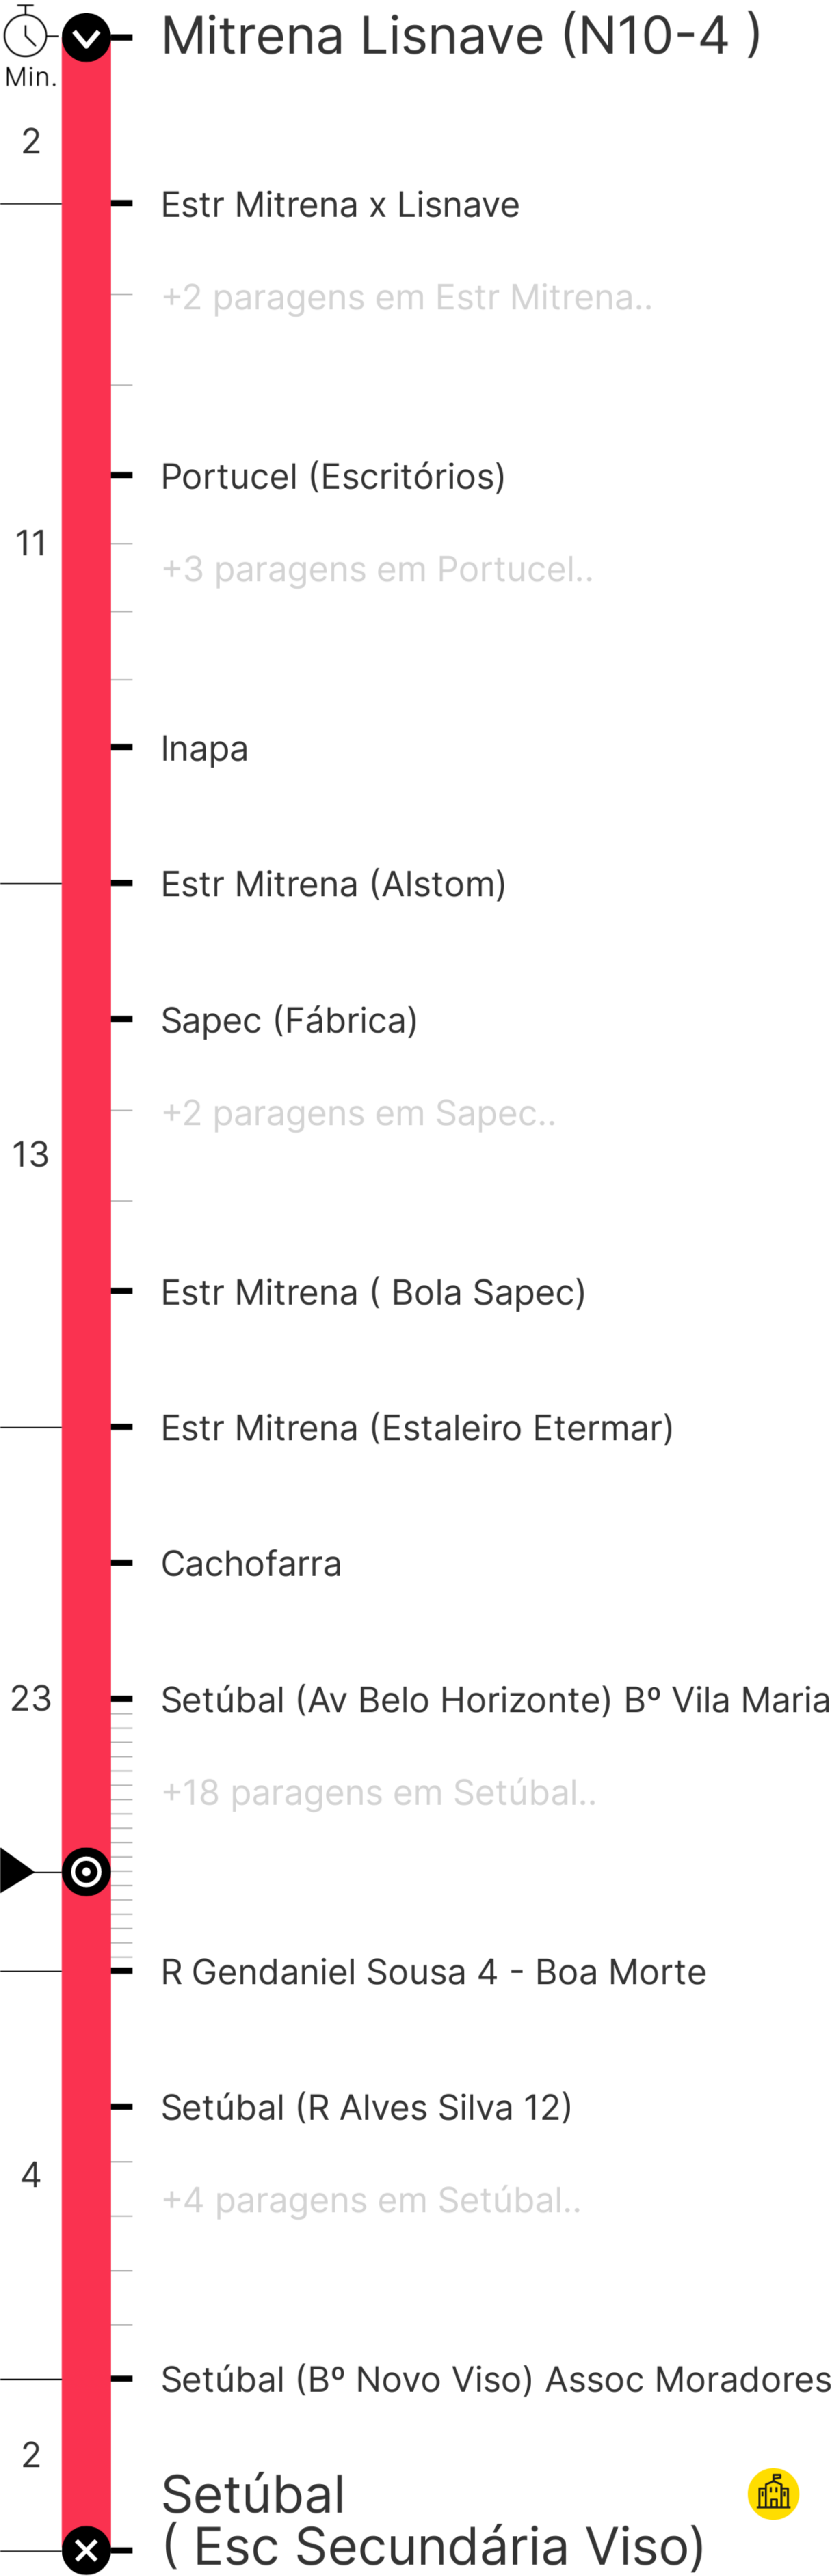 Mitrena Lisnave (N10-4 )
Min.
2
Estr Mitrena x Lisnave
+2 paragens em Estr Mitrena..
Portucel (Escritórios)
11
+3 paragens em Portucel..
Inapa
Estr Mitrena (Alstom)
Sapec (Fábrica)
+2 paragens em Sapec..
13
Estr Mitrena ( Bola Sapec)
Estr Mitrena (Estaleiro Etermar)
Cachofarra
23
Setúbal (Av Belo Horizonte) Bº Vila Maria
+18 paragens em Setúbal..
R Gendaniel Sousa 4 - Boa Morte
Setúbal (R Alves Silva 12)
4
+4 paragens em Setúbal..
Setúbal (Bº Novo Viso) Assoc Moradores
2
Setúbal
( Esc Secundária Viso)